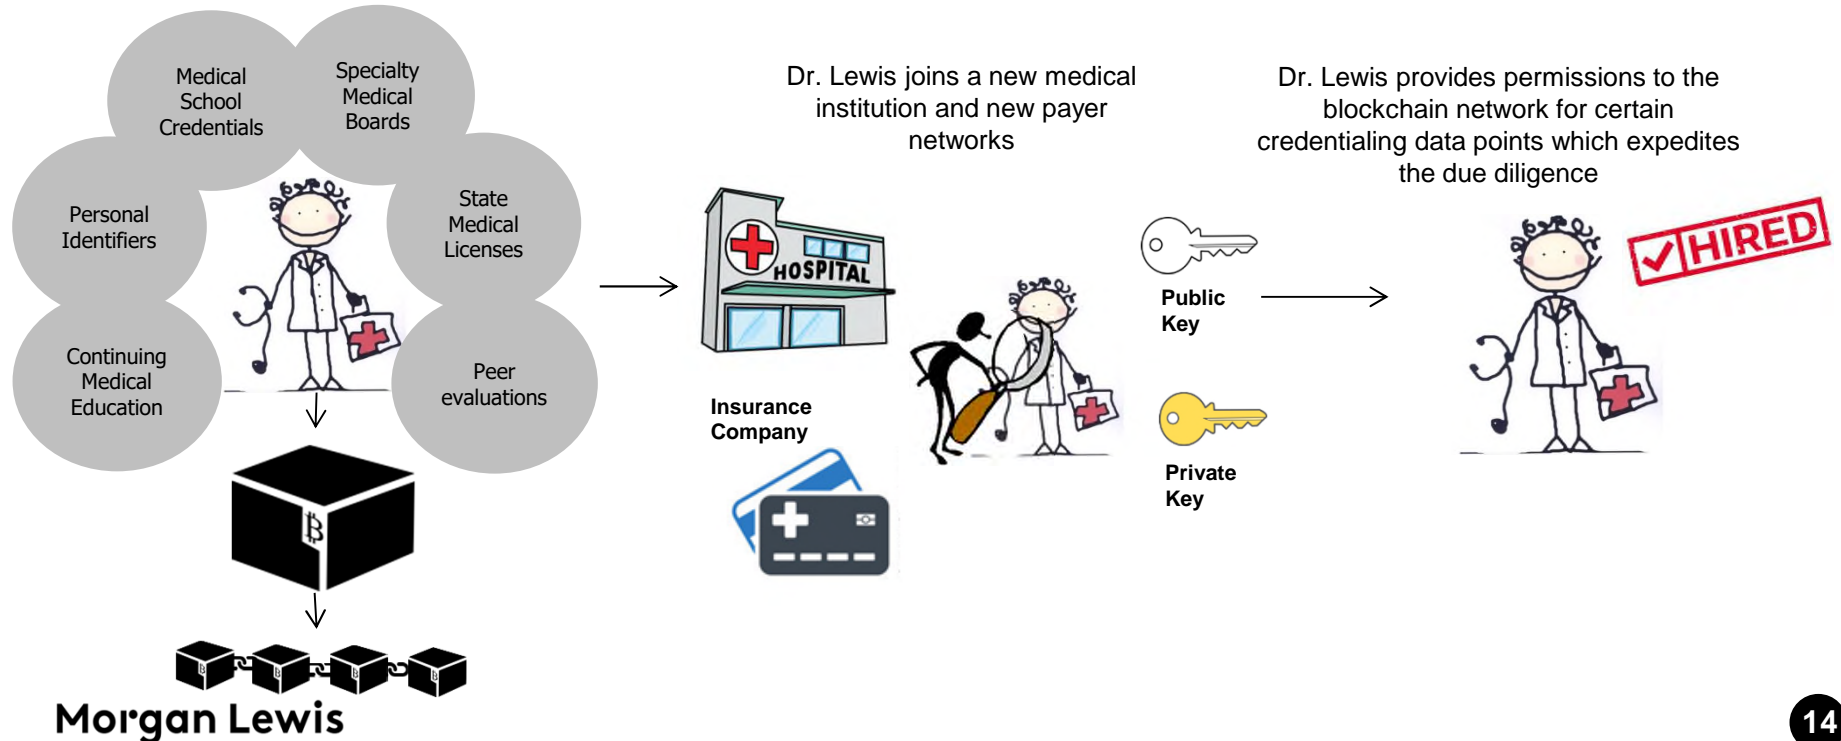 Medical
School
Credentials
Specialty
Medical
Boards
Personal
Identifiers
State
Medical
Licenses
Continuing
Medical
Education
Peer
evaluations
Dr. Lewis joins a new medical
institution and new payer
networks
HOSPITAL
Insurance
Company
Public
Key
Private
Key
Dr. Lewis provides permissions to the
blockchain network for certain
credentialing data points which expedites
the due diligence
HIRED
Morgan Lewis
14